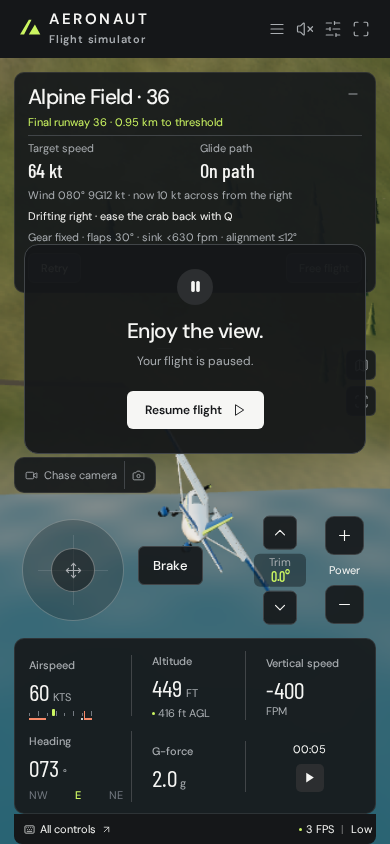 AERONAUT
Flight simulator
Alpine Field · 36
Final runway 36 · 0.95 km to threshold
Target speed
Glide path
64 kt
On path
Wind 080° 9G12 kt · now 10 kt across from the right
Drifting right · ease the crab back with Q
Gear fixed · flaps 30° · sink <630 fpm · alignment ≤12°
Retry
Free flight
Enjoy the view.
Your flight is paused.
Resume flight
Chase camera
Brake
Trim
0.0°
Power
Airspeed
60 KTS
Altitude
449 FT
416 ft AGL
Vertical speed
-400
FPM
Heading
073 °
NW E NE
G-force
2.0 g
00:05
All controls
3 FPS | Low